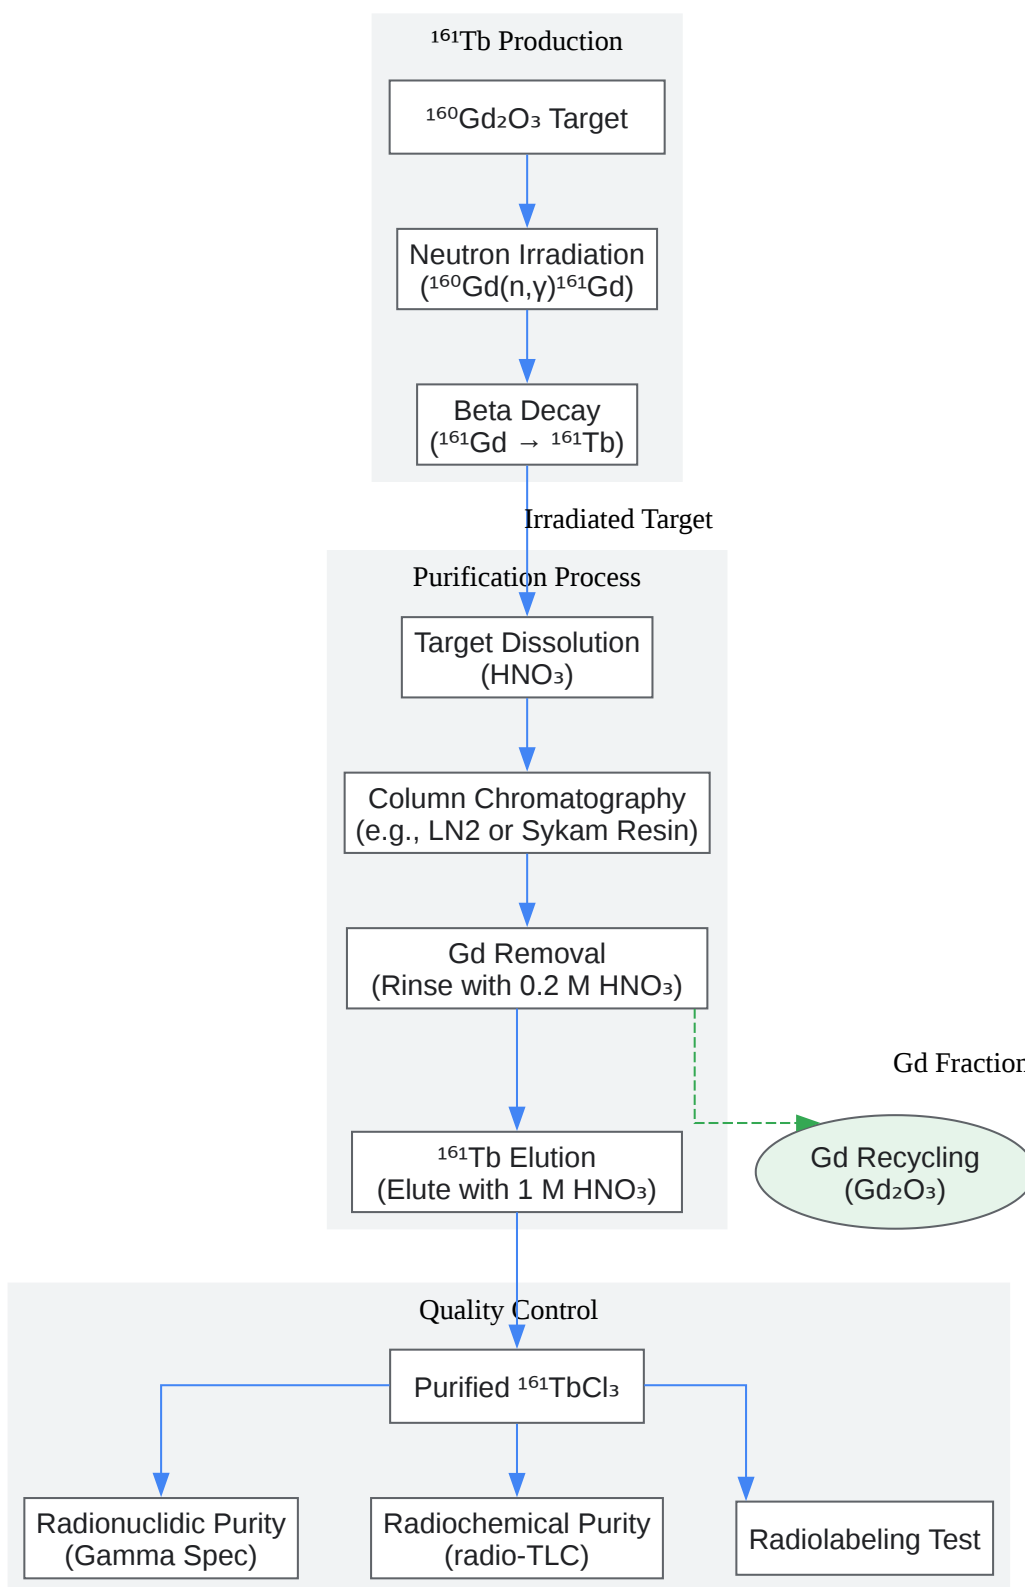 ¹⁶¹Tb Production
¹⁶⁰Gd₂O₃ Target
Neutron Irradiation
(¹⁶⁰Gd(n,γ)¹⁶¹Gd)
Beta Decay
(¹⁶¹Gd → ¹⁶¹Tb)
Irradiated Target
Purification Process
Target Dissolution
(HNO₃)
Column Chromatography
(e.g., LN2 or Sykam Resin)
Gd Removal
(Rinse with 0.2 M HNO₃)
Gd Fraction
¹⁶¹Tb Elution
(Elute with 1 M HNO₃)
Gd Recycling
(Gd₂O₃)
Quality Control
Purified ¹⁶¹TbCl₃
Radionuclidic Purity
(Gamma Spec)
Radiochemical Purity
(radio-TLC)
Radiolabeling Test